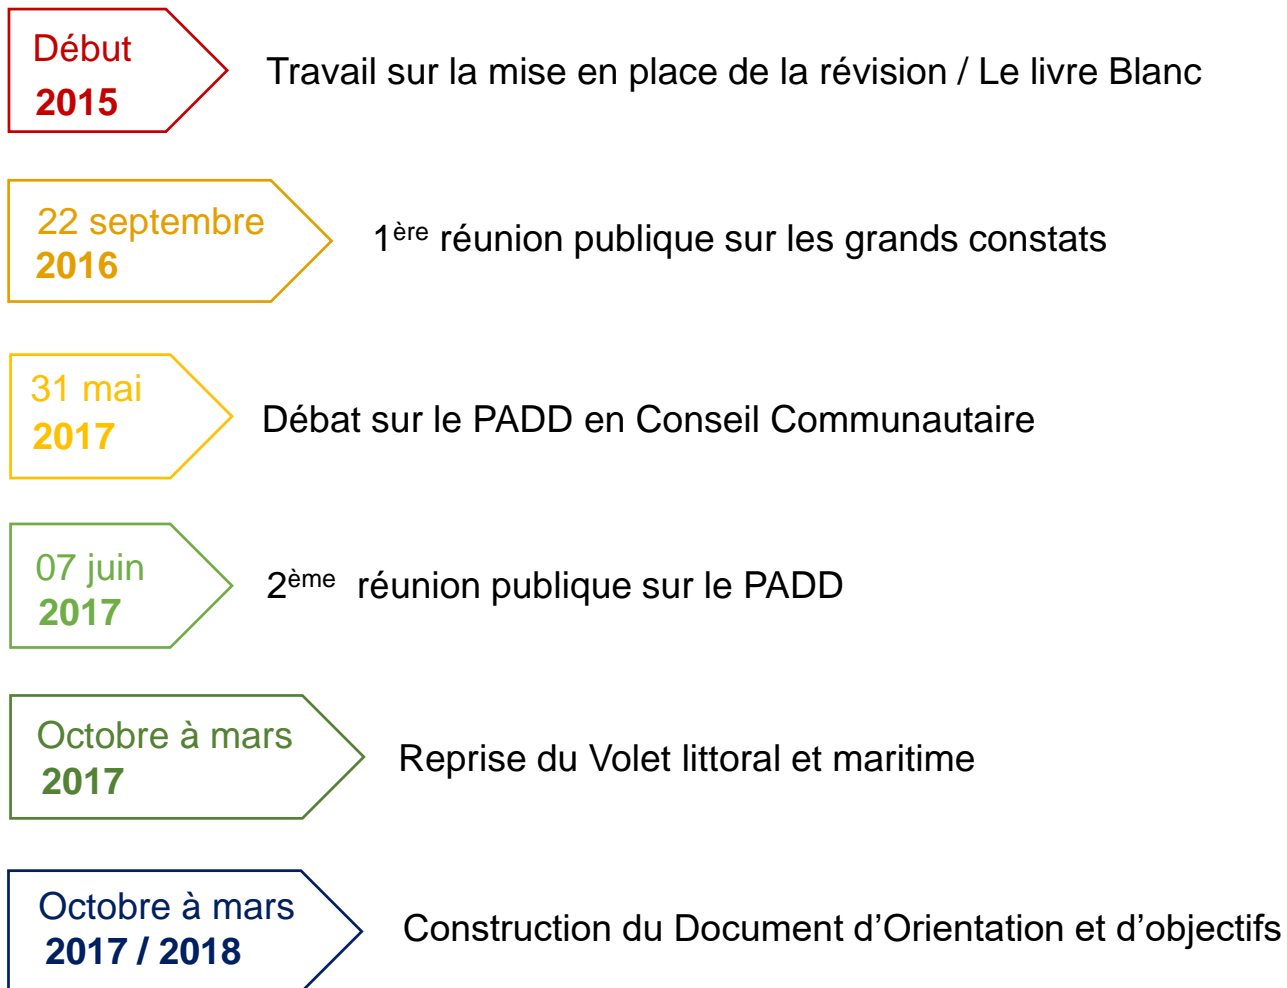 Début
2015
Travail sur la mise en place de la révision / Le livre Blanc
22 septembre
2016
1ère réunion publique sur les grands constats
31 mai
2017
Débat sur le PADD en Conseil Communautaire
07 juin
2017
2ème réunion publique sur le PADD
Octobre à mars
2017
Reprise du Volet littoral et maritime
Octobre à mars
2017 / 2018
Construction du Document d'Orientation et d'objectifs